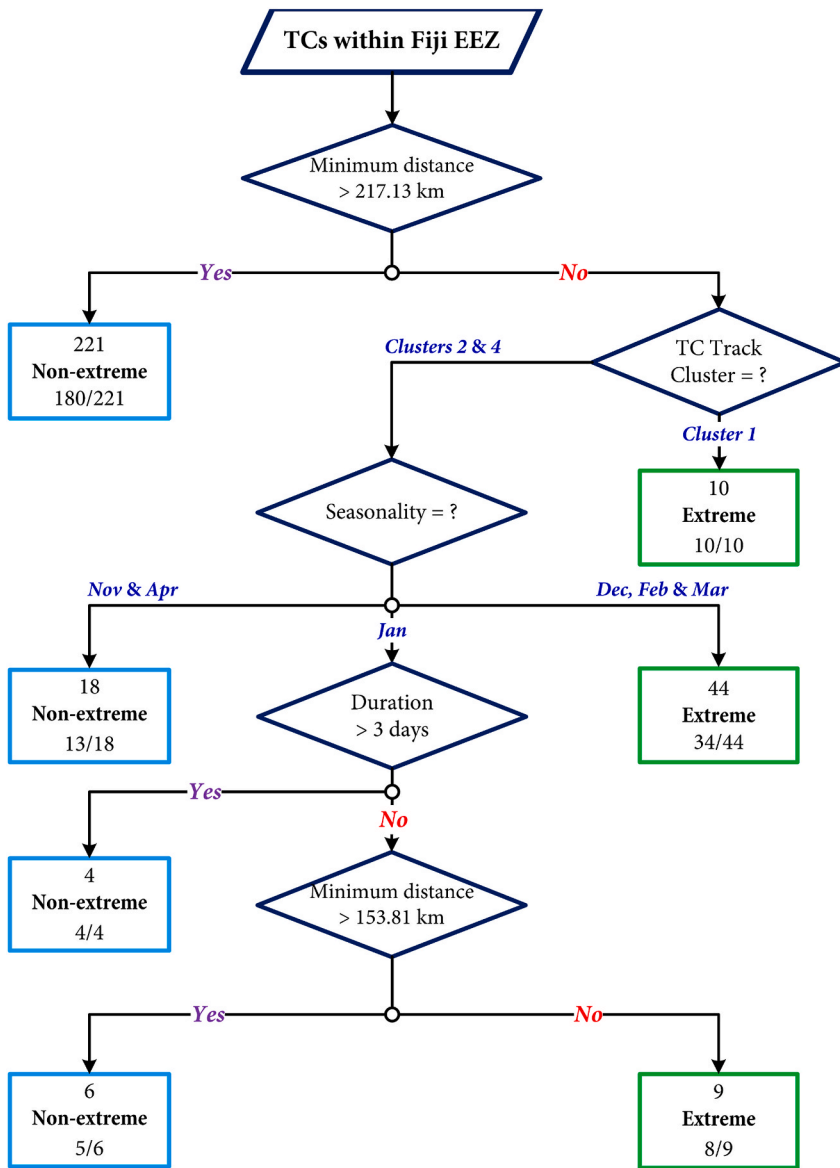 TCs within Fiji EEZ
Minimum distance
> 217.13 km
Yes
No
221
Non-extreme
180/221
Clusters 2 & 4
TC Track
Cluster = ?
Cluster 1
10
Extreme
10/10
Seasonality = ?
Nov & Apr
Jan
Dec, Feb & Mar
18
Non-extreme
13/18
Duration
> 3 days
44
Extreme
34/44
Yes
No
4
Non-extreme
4/4
Minimum distance
> 153.81 km
Yes
No
6
Non-extreme
5/6
9
Extreme
8/9